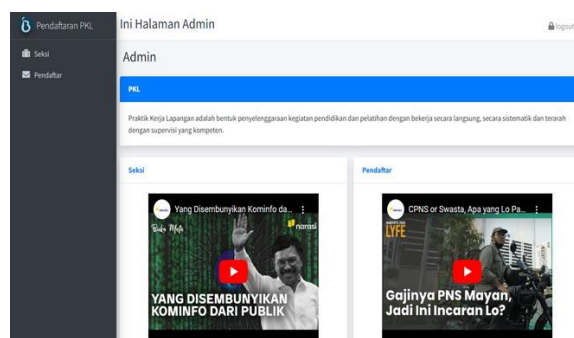 Pendaftaran PKL
Ini Halaman Admin
logout
Seksi
Pendaftar
Admin
PKL
Praktik Kerja Lapangan adalah bentuk penyelenggaraan kegiatan pendidikan dan pelatihan dengan bekerja secara langsung, secara sistematik dan terarah
dengan supervisi yang kompeten.
Seksi
Yang Disembunyikan Kominfo da...
Buka Mata
narasi
YANG DISEMBUNYIKAN
KOMINFO DARI PUBLIK
Pendaftar
CPNS or Swasta, Apa yang Lo Pa...
LYFE
Gajinya PNS Mayan,
Jadi Ini Incaran Lo?